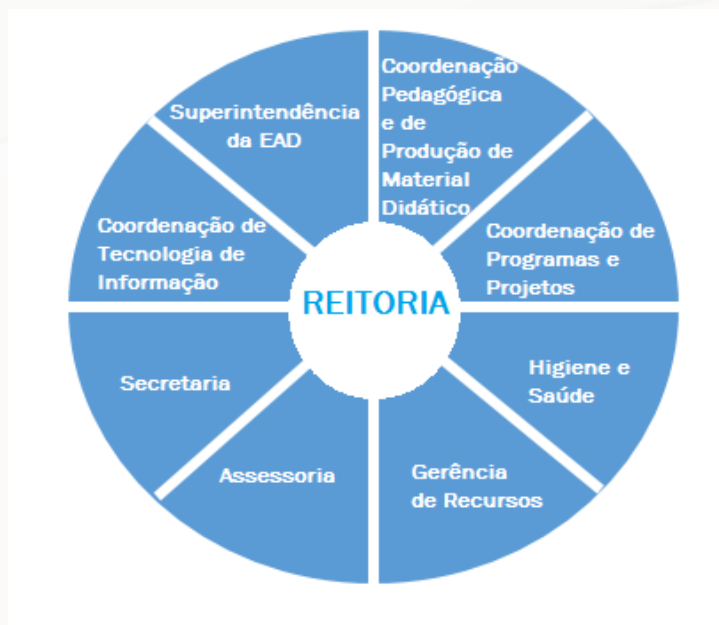 Superintendência
da EAD
Coordenação
Pedagógica
e de
Produção de
Material
Didático
Coordenação de
Tecnologia de
Informação
Coordenação de
Programas e
Projetos
REITORIA
Secretaria
Higiene e
Saúde
Assessoria
Gerência
de Recursos